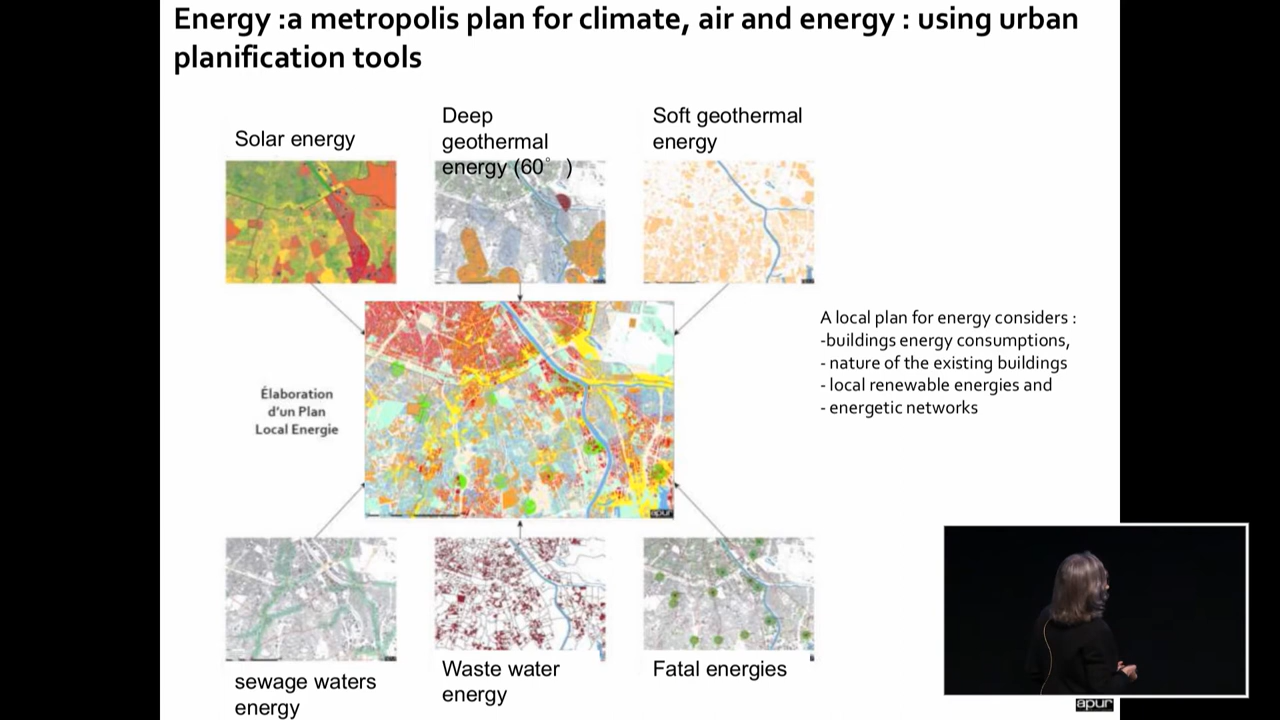 Energy :a metropolis plan for climate, air and energy : using urban
planification tools
Solar energy
Deep
geothermal
energy (60° )
Soft geothermal
energy
A local plan for energy considers :
-buildings energy consumptions,
- nature of the existing buildings
- local renewable energies and
- energetic networks
Élaboration
d'un Plan
Local Energie
apur
sewage waters
energy
Waste water
energy
Fatal energies
apur